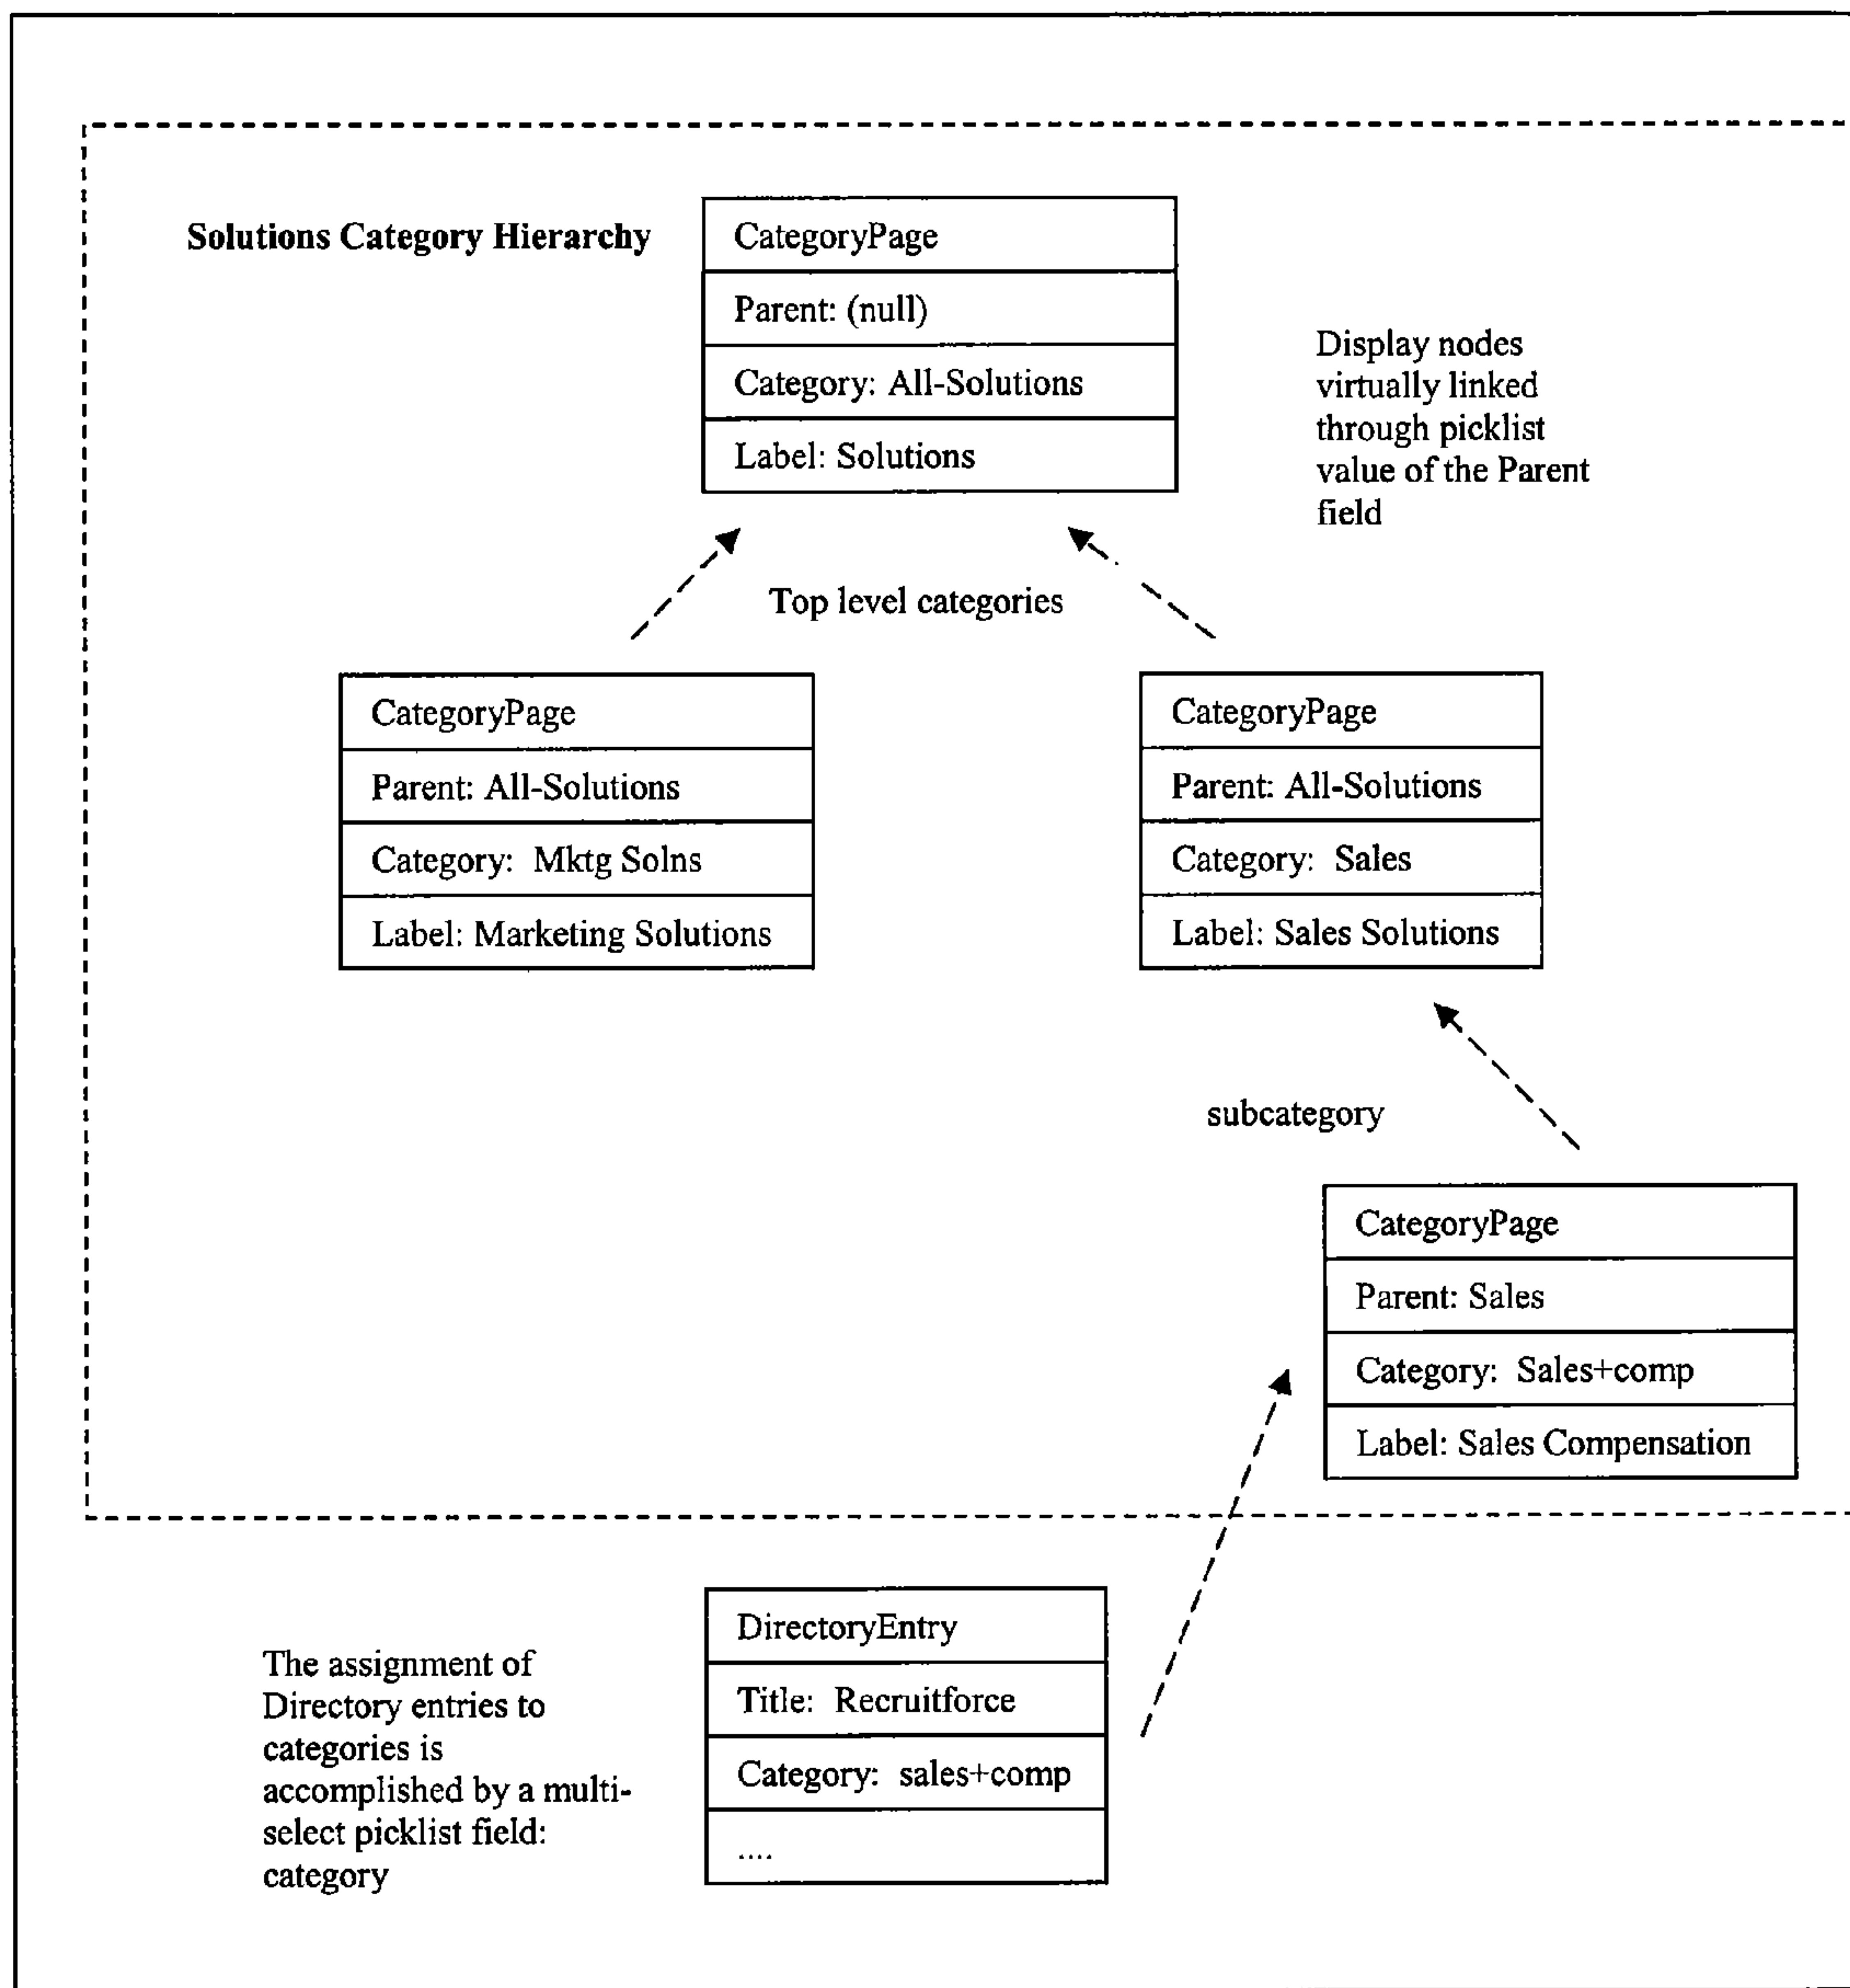 Solutions Category Hierarchy
CategoryPage
Parent: (null)
Category: All-Solutions
Label: Solutions
Display nodes
virtually linked
through picklist
value of the Parent
field
Top level categories
CategoryPage
Parent: All-Solutions
Category: Mktg Solns
Label: Marketing Solutions
CategoryPage
Parent: All-Solutions
Category: Sales
Label: Sales Solutions
subcategory
CategoryPage
Parent: Sales
Category: Sales+comp
Label: Sales Compensation
The assignment of
Directory entries to
categories is
accomplished by a multi-
select picklist field:
category
DirectoryEntry
Title: Recruitforce
Category: sales+comp
....